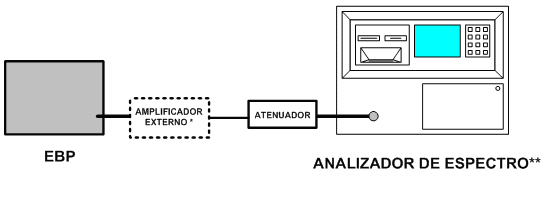 AMPLIFICADOR
EXTERNO *
ATENUADOR
EBP
ANALIZADOR DE ESPECTRO**